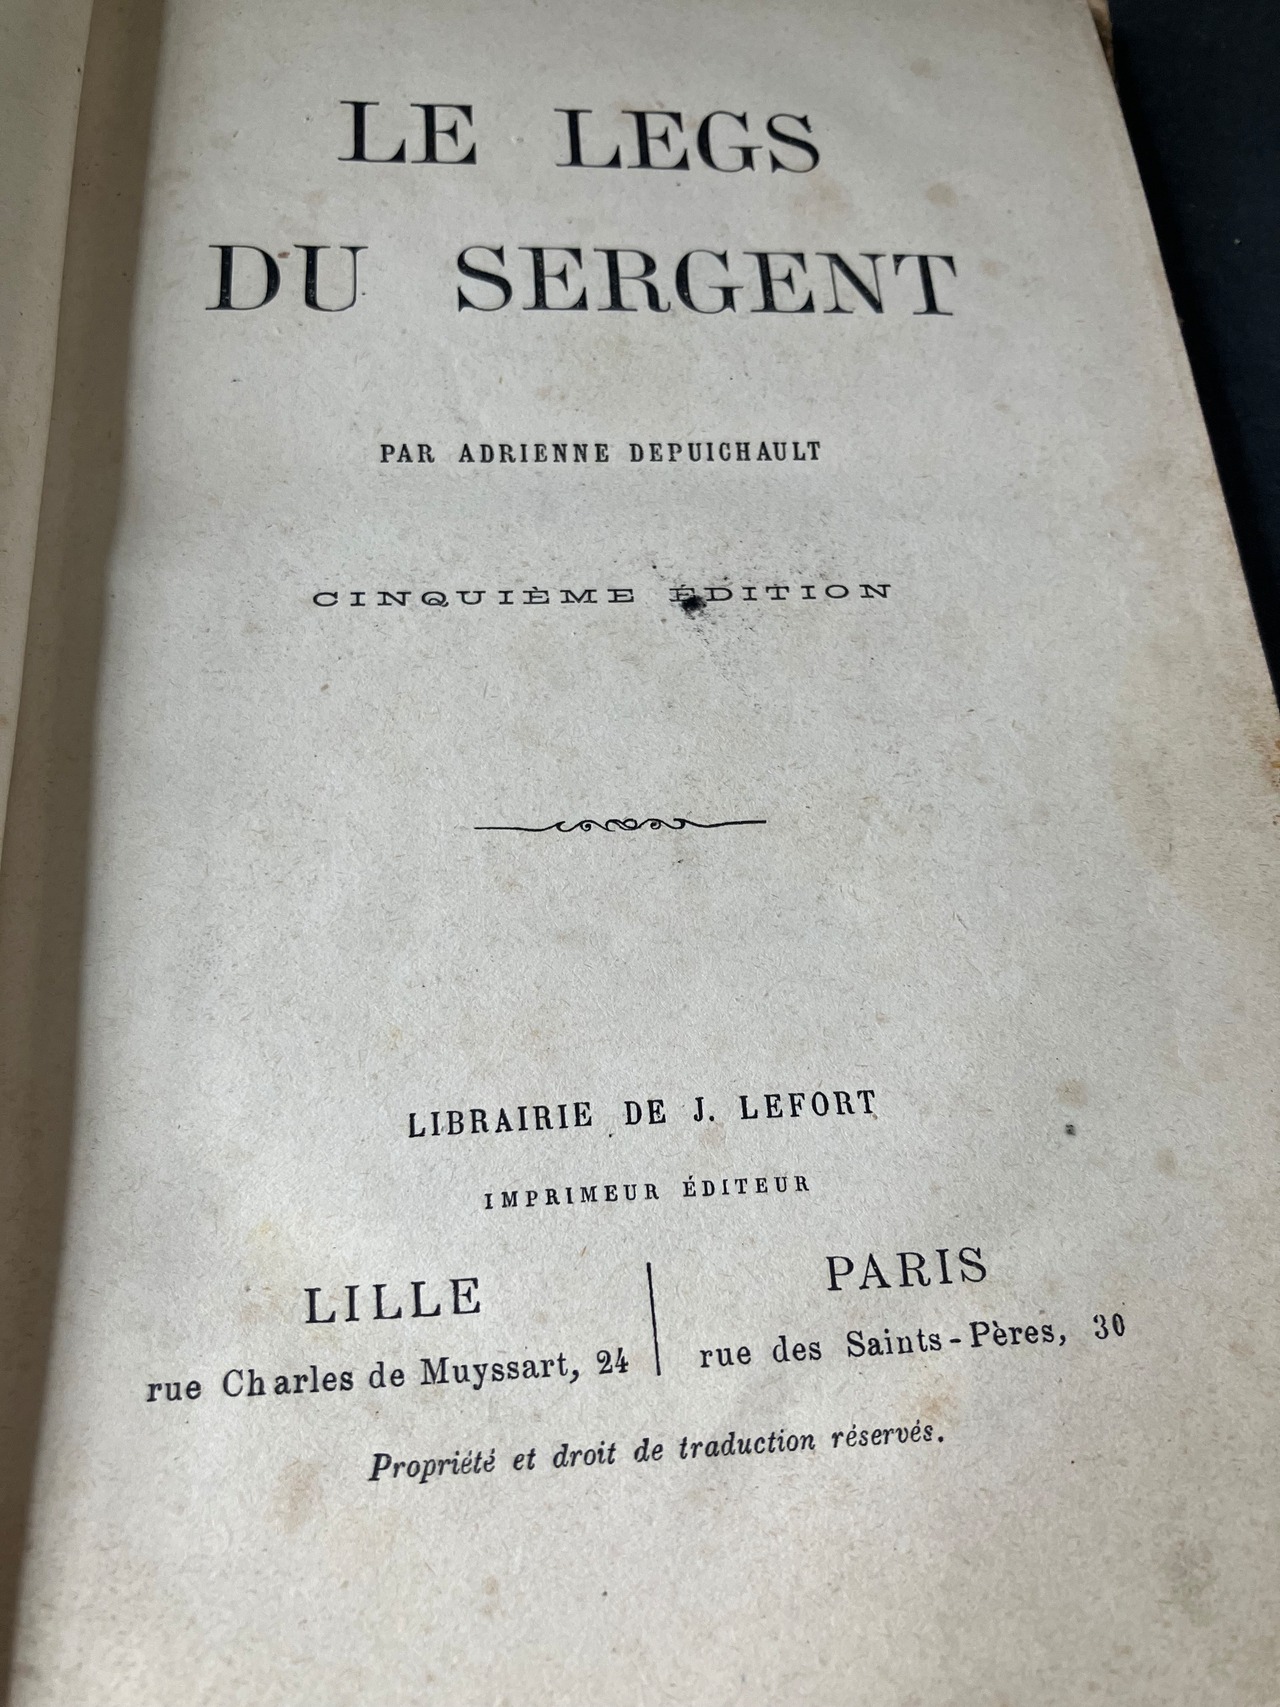 LE LEGS
DU SERGENT
PAR ADRIENNE DEPUICHAULT
CINQUIÈME ÉDITION
LIBRAIRIE DE J. LEFORT
IMPRIMEUR ÉDITEUR
LILLE
rue Charles de Muyssart, 24
PARIS
rue des Saints-Pères, 30
Propriété et droit de traduction réservés.